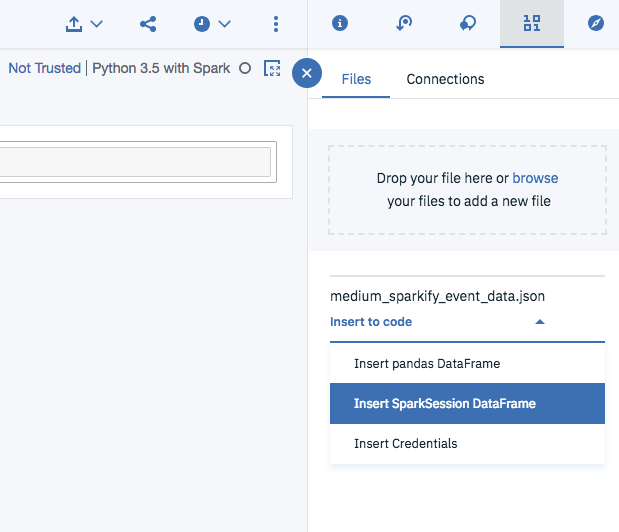 Not Trusted | Python 3.5 with Spark
Files
Connections
Drop your file here or browse
your files to add a new file
medium_sparkify_event_data.json
Insert to code
Insert pandas DataFrame
Insert SparkSession DataFrame
Insert Credentials